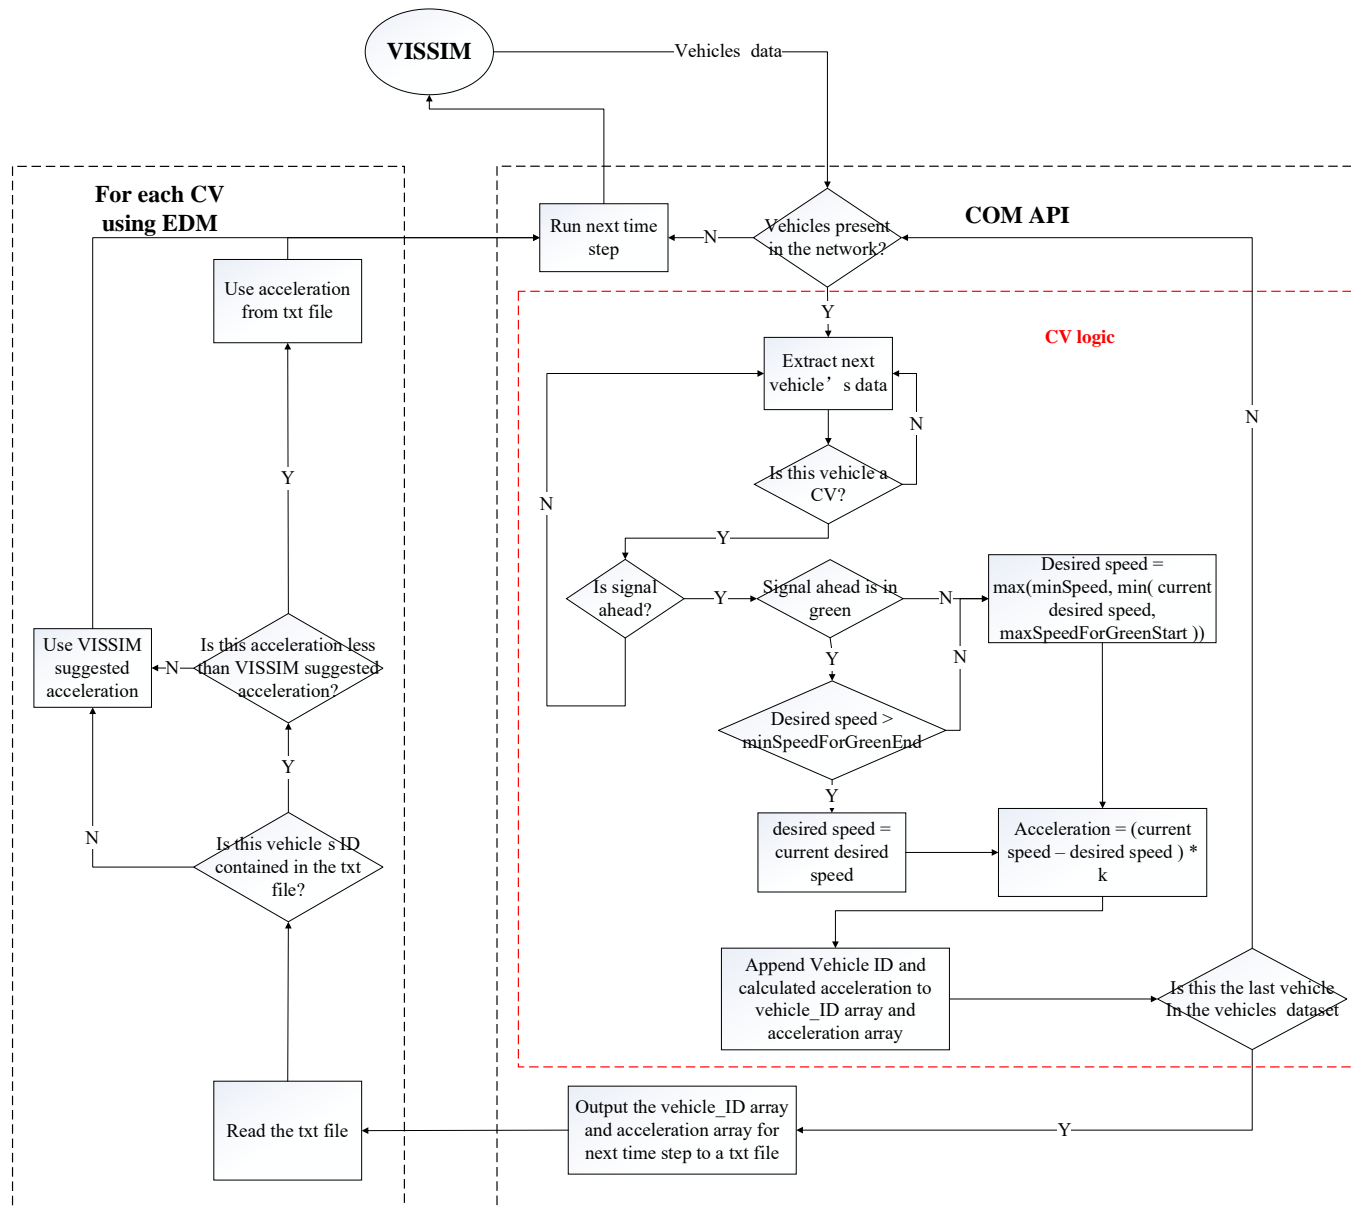 VISSIM
Vehicles data
For each CV
using EDM
COM API
Run next time
step
N
Vehicles present
in the network?
Y
CV logic
Use acceleration
from txt file
Extract next
vehicle’ s data
N
N
Is this vehicle a
CV?
N
Y
Y
Is signal
ahead?
Y
Signal ahead is in
green
N
Desired speed =
max(minSpeed, min( current
desired speed,
maxSpeedForGreenStart ))
Y
N
Use VISSIM
suggested
acceleration
N
Is this acceleration less
than VISSIM suggested
acceleration?
Desired speed >
minSpeedForGreenEnd
Y
Y
N
desired speed =
current desired
speed
Acceleration = (current
speed – desired speed ) *
k
Is this vehicle s ID
contained in the txt
file?
Append Vehicle ID and
calculated acceleration to
vehicle_ID array and
acceleration array
Is this the last vehicle
In the vehicles dataset
Read the txt file
Output the vehicle_ID array
and acceleration array for
next time step to a txt file
Y